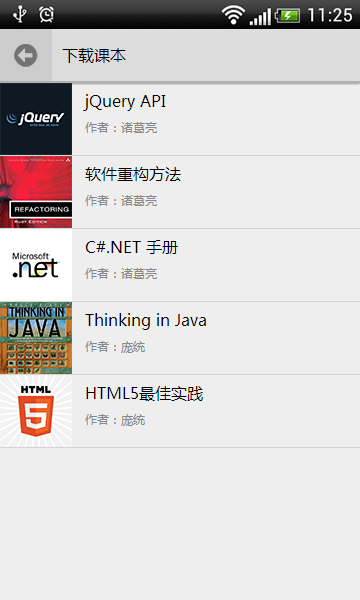 11:25
下载课本
jQuery
jQuery API
作者：诸葛亮
REFACTORING
RUBY EDITION
软件重构方法
作者：诸葛亮
Microsoft
.net
C#.NET 手册
作者：诸葛亮
THINKING IN
JAVA
Thinking in Java
作者：庞统
HTML
5
HTML5最佳实践
作者：庞统